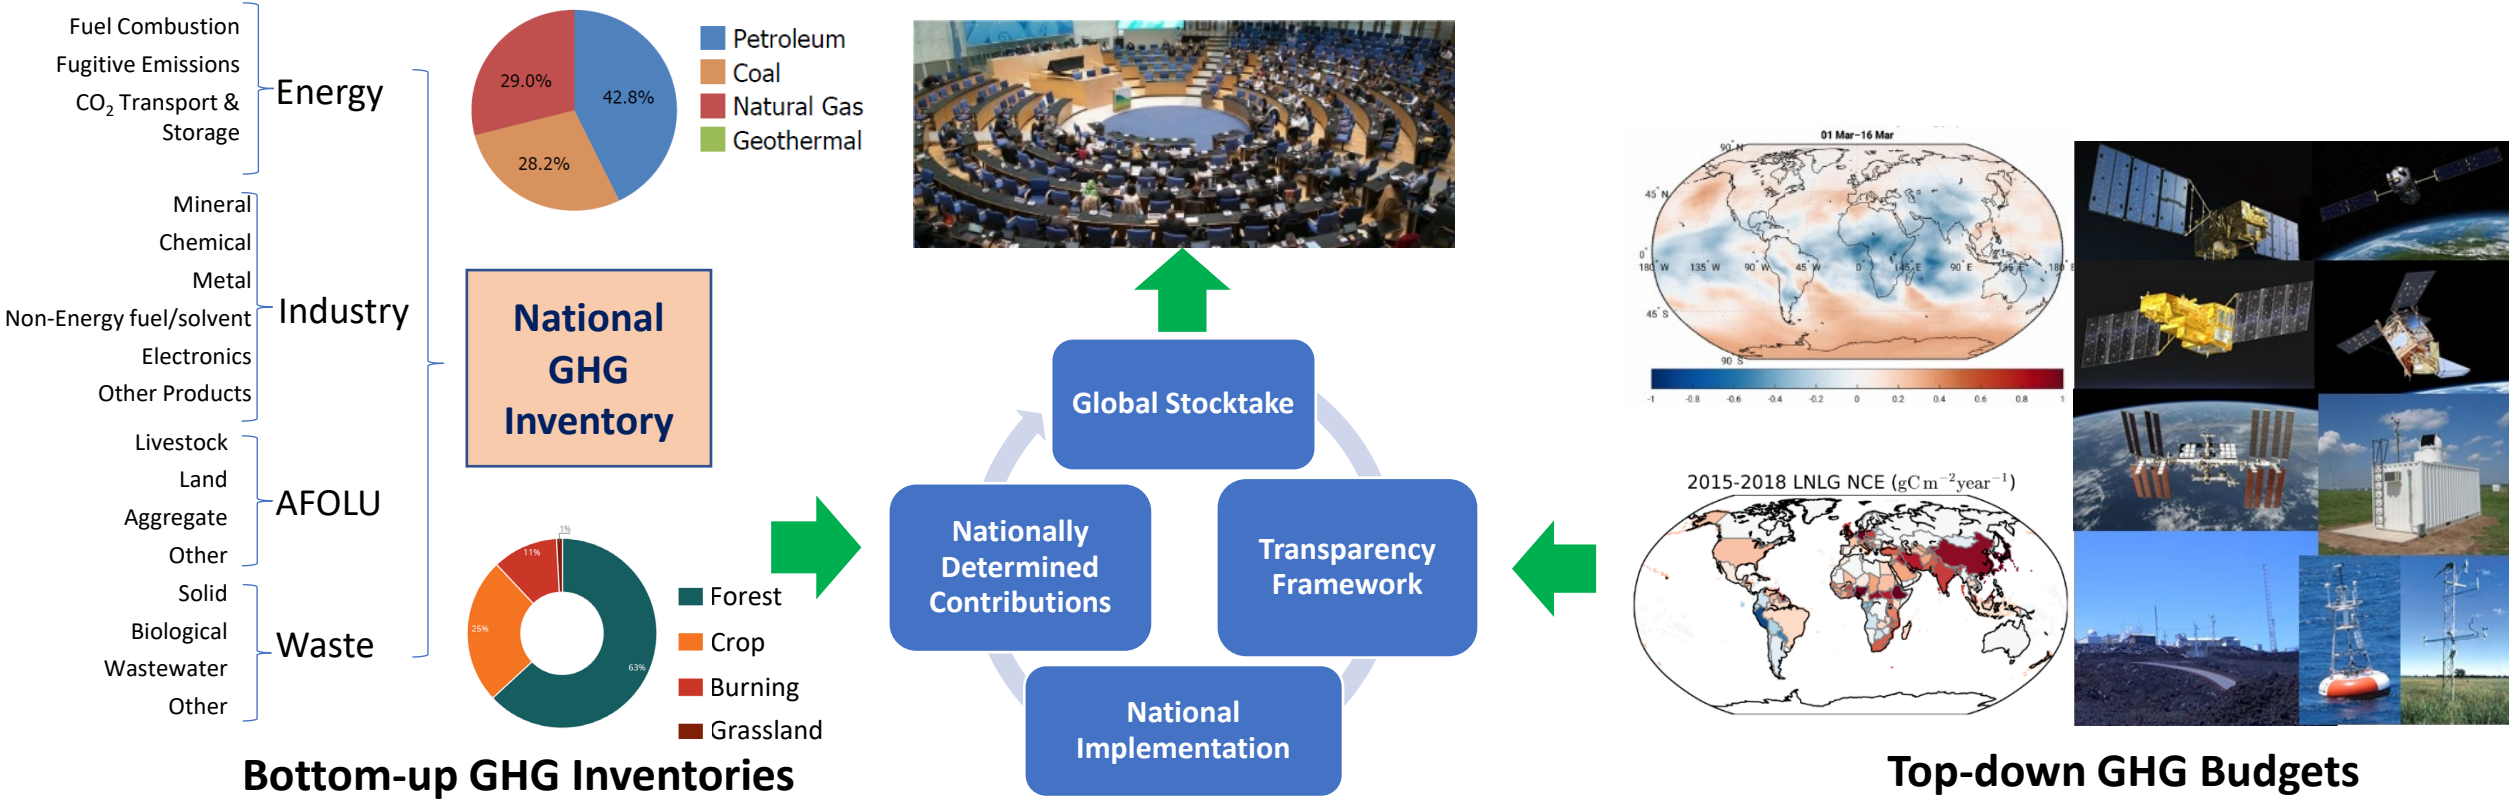 Fuel Combustion
Fugitive Emissions
CO₂ Transport &
Storage
Energy
Mineral
Chemical
Metal
Non-Energy fuel/solvent
Electronics
Other Products
Industry
Livestock
Land
Aggregate
Other
AFOLU
Solid
Biological
Wastewater
Other
Waste
29.0%
42.8%
28.2%
Petroleum
Coal
Natural Gas
Geothermal
National
GHG
Inventory
1%
11%
25%
63%
Forest
Crop
Burning
Grassland
Bottom-up GHG Inventories
Global Stocktake
Nationally
Determined
Contributions
Transparency
Framework
National
Implementation
01 Mar–16 Mar
90°N
45°N
0°
180°W 135°W 90°W 45°W 0° 45°E 90°E 135°E 180°E
45°S
90°S
-1 -0.8 -0.6 -0.4 -0.2 0 0.2 0.4 0.6 0.8 1
2015-2018 LNLG NCE (gC m⁻²year⁻¹)
Top-down GHG Budgets